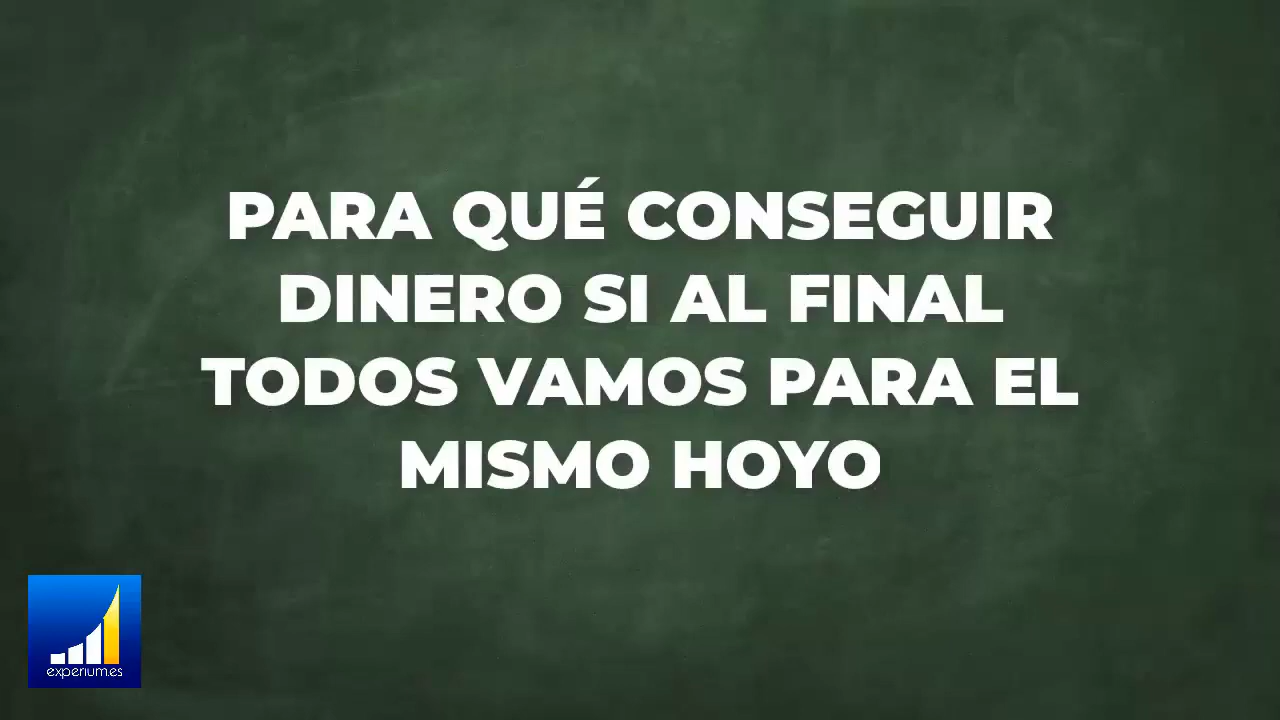 PARA QUÉ CONSEGUIR
DINERO SI AL FINAL
TODOS VAMOS PARA EL
MISMO HOYO
experium.es